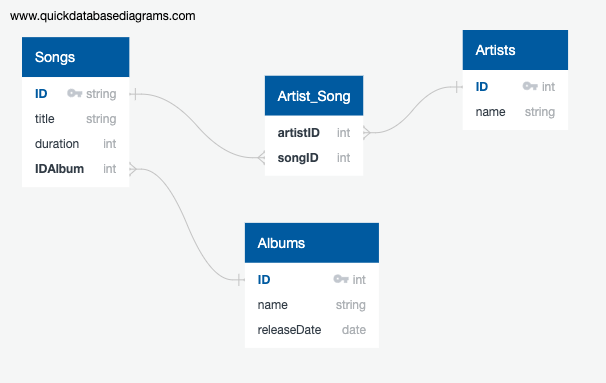 www.quickdatabasediagrams.com
Songs
ID string
title string
duration int
IDAlbum int
Artist_Song
artistID int
songID int
Artists
ID int
name string
Albums
ID int
name string
releaseDate date